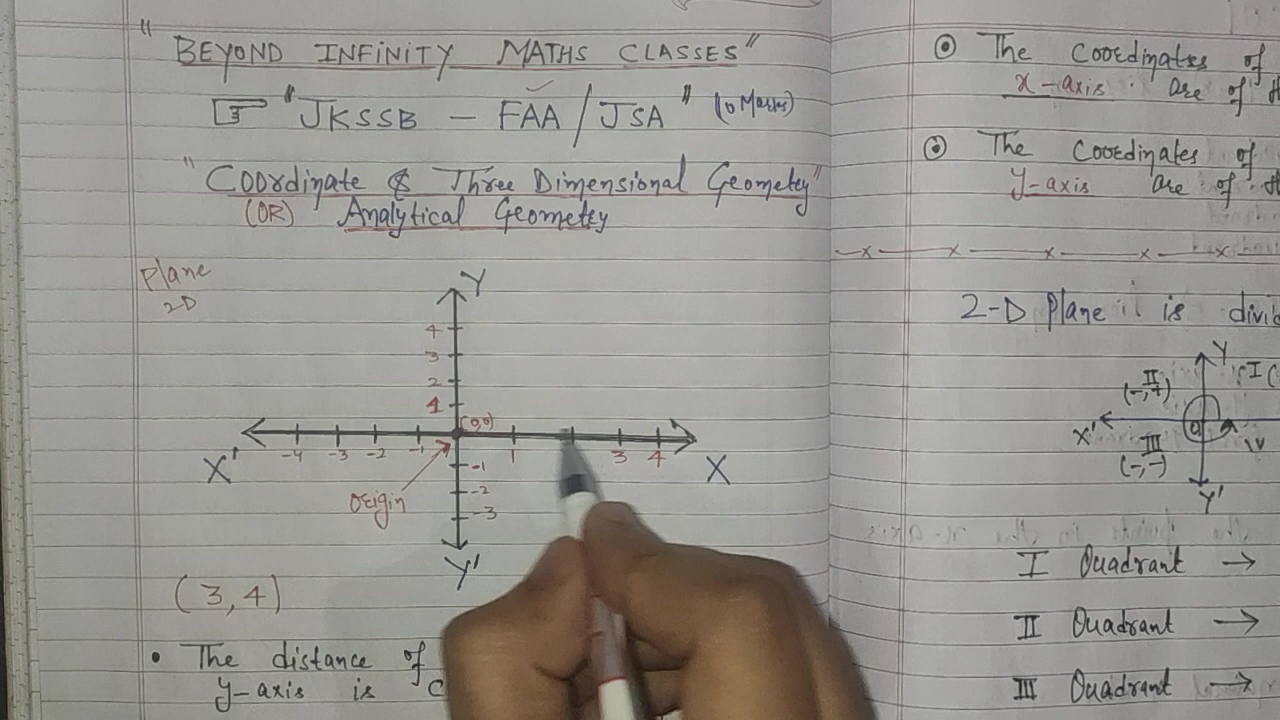 "BEYOND INFINITY MATHS CLASSES"
"JKSSB - FAA/JSA" (10 Marks)
"Coordinate & Three Dimensional Geometry"
(OR) Analytical Geometry
Plane
2-D
Y
4
3
2
1
(0,0)
-4 -3 -2 -1 1 3 4
X' X
-1
-2
-3
Origin
Y'
(3,4)
• The distance of
y-axis is
The Coordinates of
x-axis are of
The Coordinates of
y-axis are of
-x-x-x-x-x
2-D Plane is
Y
II I
(-,+)
X' O IV
III
(-,-)
Y'
I Quadrant →
II Quadrant →
III Quadrant →